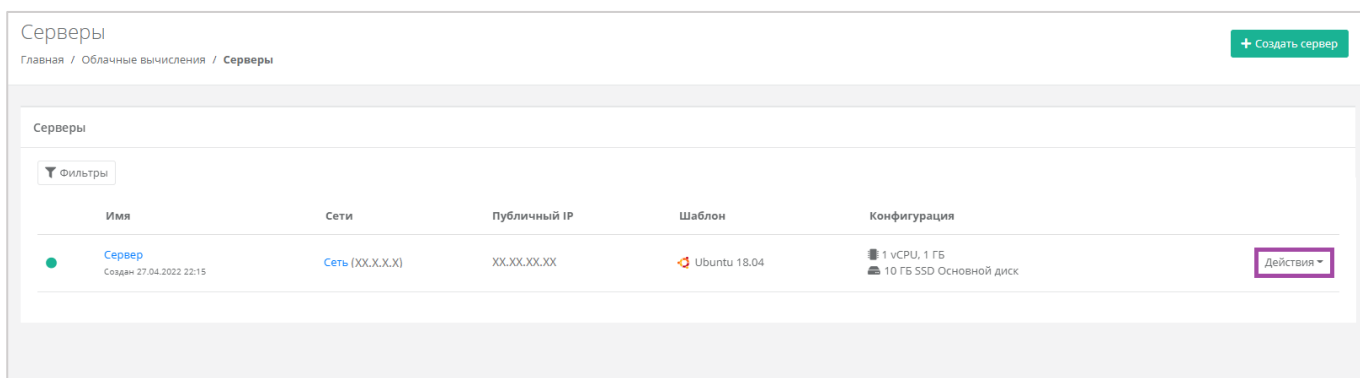 Серверы
+ Создать сервер
Главная / Облачные вычисления / Серверы
Серверы
Фильтры
Имя Сети Публичный IP Шаблон Конфигурация
Сервер Сеть (XX.X.X.X) XX.XX.XX.XX Ubuntu 18.04 1 vCPU, 1 ГБ Действия
Создан 27.04.2022 22:15 10 ГБ SSD Основной диск